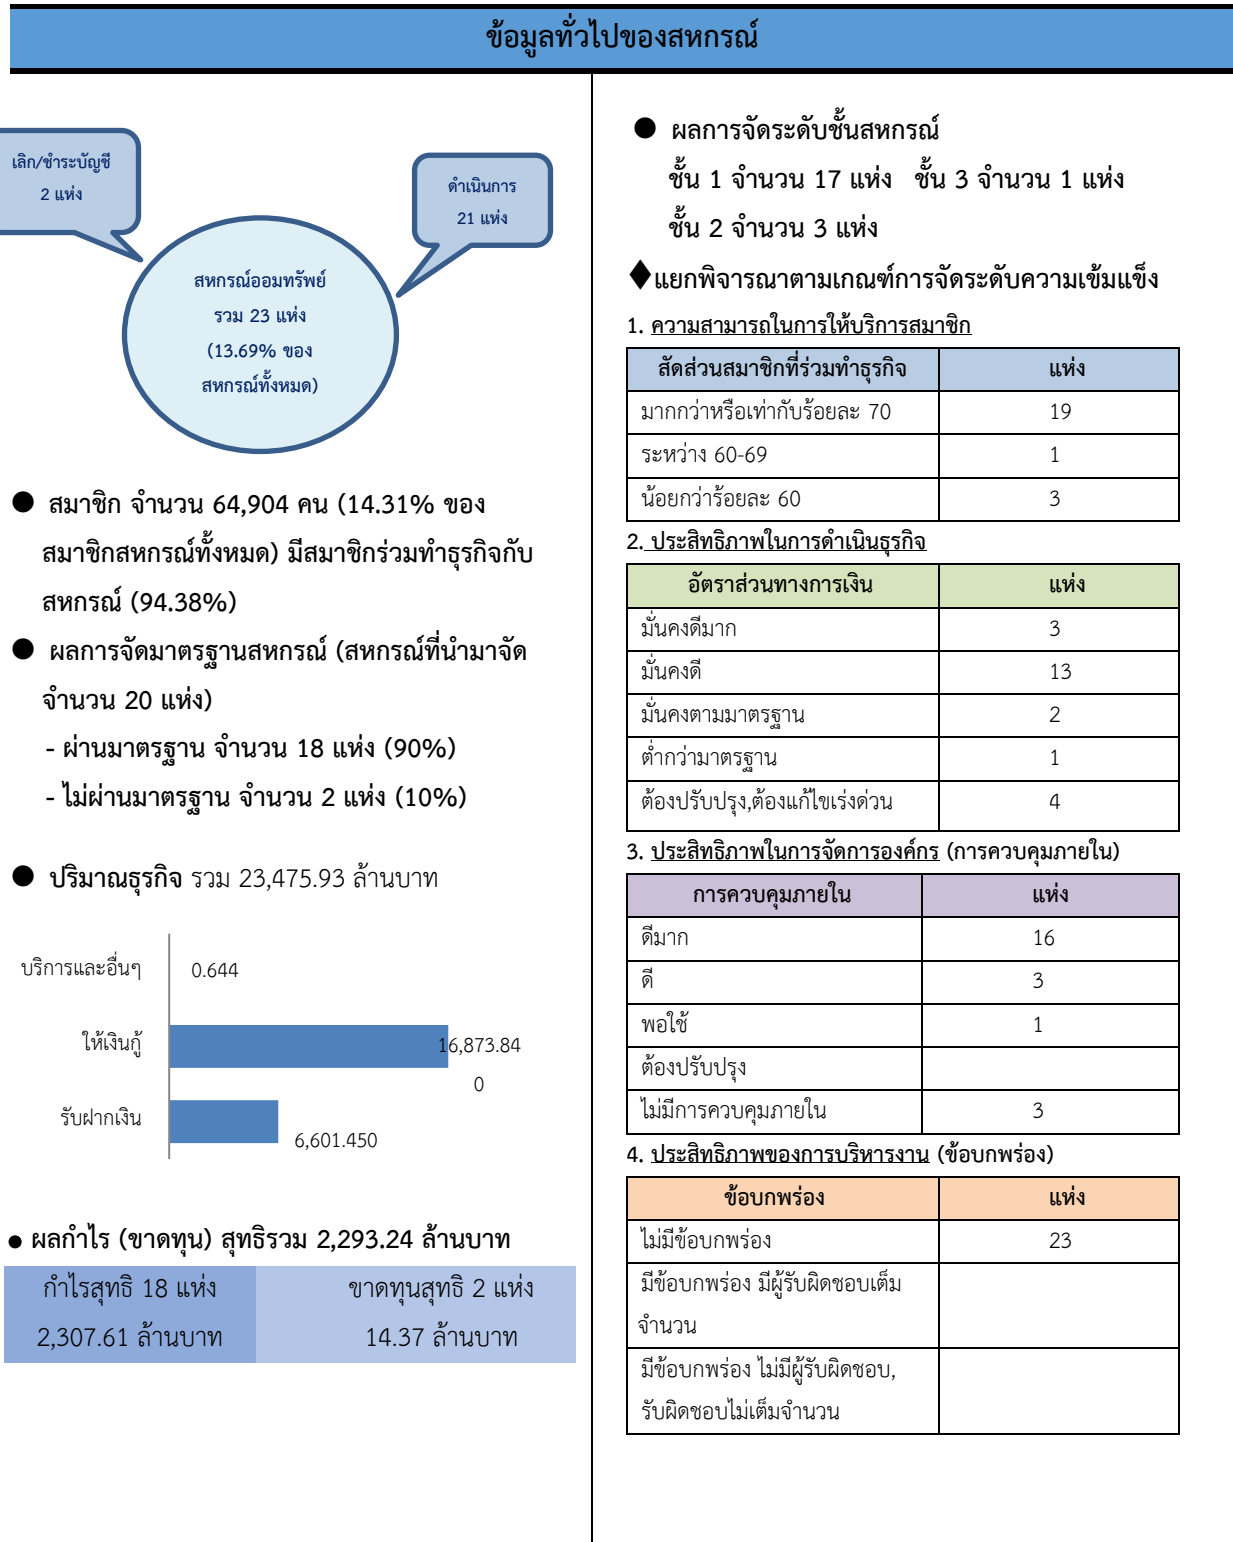 ข้อมูลทั่วไปของสหกรณ์
เลิก/ชำระบัญชี
2 แห่ง
ดำเนินการ
21 แห่ง
สหกรณ์ออมทรัพย์
รวม 23 แห่ง
(13.69% ของ
สหกรณ์ทั้งหมด)
● สมาชิก จำนวน 64,904 คน (14.31% ของ
สมาชิกสหกรณ์ทั้งหมด) มีสมาชิกร่วมทำธุรกิจกับ
สหกรณ์ (94.38%)
● ผลการจัดมาตรฐานสหกรณ์ (สหกรณ์ที่นำมาจัด
จำนวน 20 แห่ง)
- ผ่านมาตรฐาน จำนวน 18 แห่ง (90%)
- ไม่ผ่านมาตรฐาน จำนวน 2 แห่ง (10%)
● ปริมาณธุรกิจ รวม 23,475.93 ล้านบาท
บริการและอื่นๆ 0.644
ให้เงินกู้ 16,873.84
0
รับฝากเงิน 6,601.450
● ผลกำไร (ขาดทุน) สุทธิรวม 2,293.24 ล้านบาท
กำไรสุทธิ 18 แห่ง ขาดทุนสุทธิ 2 แห่ง
2,307.61 ล้านบาท 14.37 ล้านบาท
● ผลการจัดระดับชั้นสหกรณ์
ชั้น 1 จำนวน 17 แห่ง ชั้น 3 จำนวน 1 แห่ง
ชั้น 2 จำนวน 3 แห่ง
♦แยกพิจารณาตามเกณฑ์การจัดระดับความเข้มแข็ง
1. ความสามารถในการให้บริการสมาชิก
สัดส่วนสมาชิกที่ร่วมทำธุรกิจ แห่ง
มากกว่าหรือเท่ากับร้อยละ 70 19
ระหว่าง 60-69 1
น้อยกว่าร้อยละ 60 3
2. ประสิทธิภาพในการดำเนินธุรกิจ
อัตราส่วนทางการเงิน แห่ง
มั่นคงดีมาก 3
มั่นคงดี 13
มั่นคงตามมาตรฐาน 2
ต่ำกว่ามาตรฐาน 1
ต้องปรับปรุง,ต้องแก้ไขเร่งด่วน 4
3. ประสิทธิภาพในการจัดการองค์กร (การควบคุมภายใน)
การควบคุมภายใน แห่ง
ดีมาก 16
ดี 3
พอใช้ 1
ต้องปรับปรุง
ไม่มีการควบคุมภายใน 3
4. ประสิทธิภาพของการบริหารงาน (ข้อบกพร่อง)
ข้อบกพร่อง แห่ง
ไม่มีข้อบกพร่อง 23
มีข้อบกพร่อง มีผู้รับผิดชอบเต็ม
จำนวน
มีข้อบกพร่อง ไม่มีผู้รับผิดชอบ,
รับผิดชอบไม่เต็มจำนวน